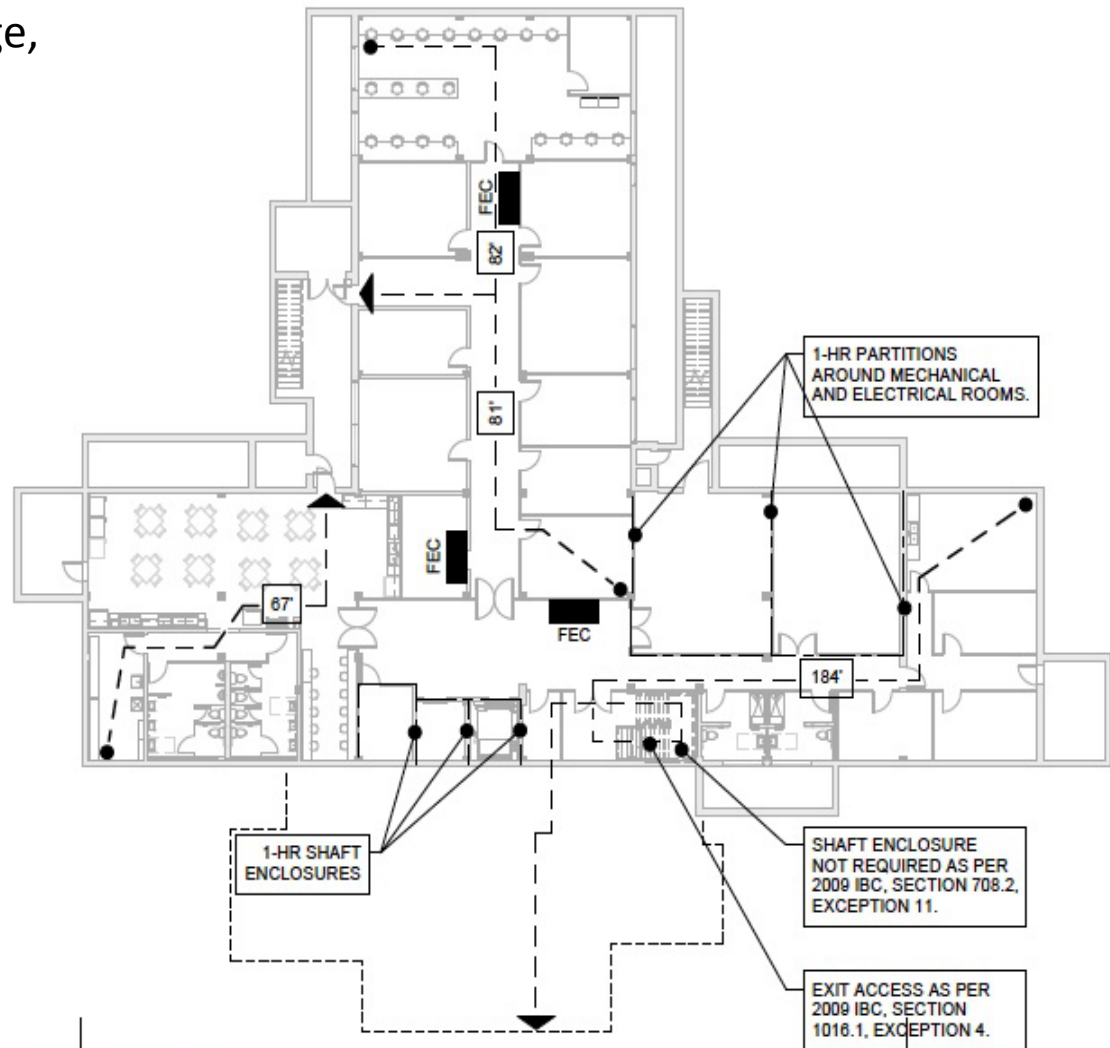 ge,
FEC
82'
1-HR PARTITIONS
AROUND MECHANICAL
AND ELECTRICAL ROOMS.
81'
FEC
67'
FEC
184'
1-HR SHAFT
ENCLOSURES
SHAFT ENCLOSURE
NOT REQUIRED AS PER
2009 IBC, SECTION 708.2,
EXCEPTION 11.
EXIT ACCESS AS PER
2009 IBC, SECTION
1016.1, EXCEPTION 4.